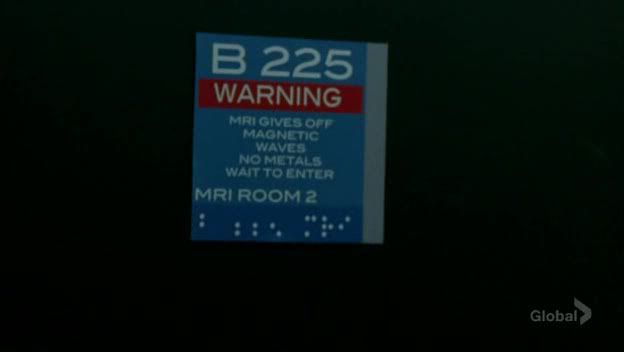 B 225
WARNING
MRI GIVES OFF
MAGNETIC
WAVES
NO METALS
WAIT TO ENTER
MRI ROOM 2
Global